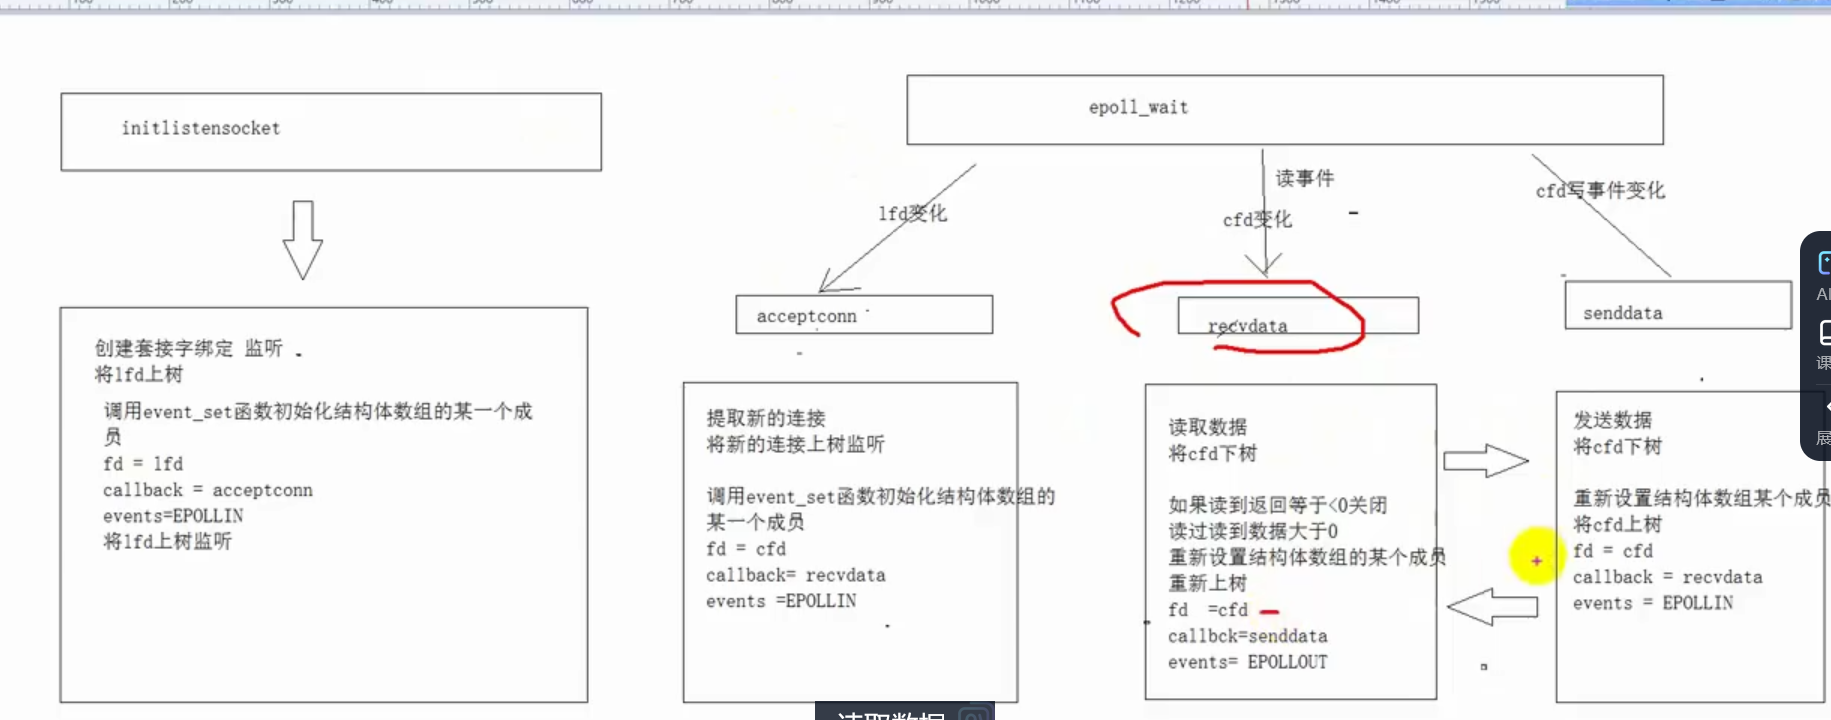 initlistensocket
创建套接字绑定 监听
将lfd上树
调用event_set函数初始化结构体数组的某一个成
员
fd = lfd
callback = acceptconn
events=EPOLLIN
将lfd上树监听
epoll_wait
lfd变化
读事件
cfd变化
cfd写事件变化
acceptconn
提取新的连接
将新的连接上树监听
调用event_set函数初始化结构体数组的
某一个成员
fd = cfd
callback= recvdata
events =EPOLLIN
recvdata
读取数据
将cfd下树
如果读到返回等于<0关闭
读过读到数据大于0
重新设置结构体数组的某个成员
重新上树
fd  =cfd
callbck=senddata
events= EPOLLOUT
senddata
发送数据
将cfd下树
重新设置结构体数组某个成员
将cfd上树
fd = cfd
callback = recvdata
events = EPOLLIN
读取数据